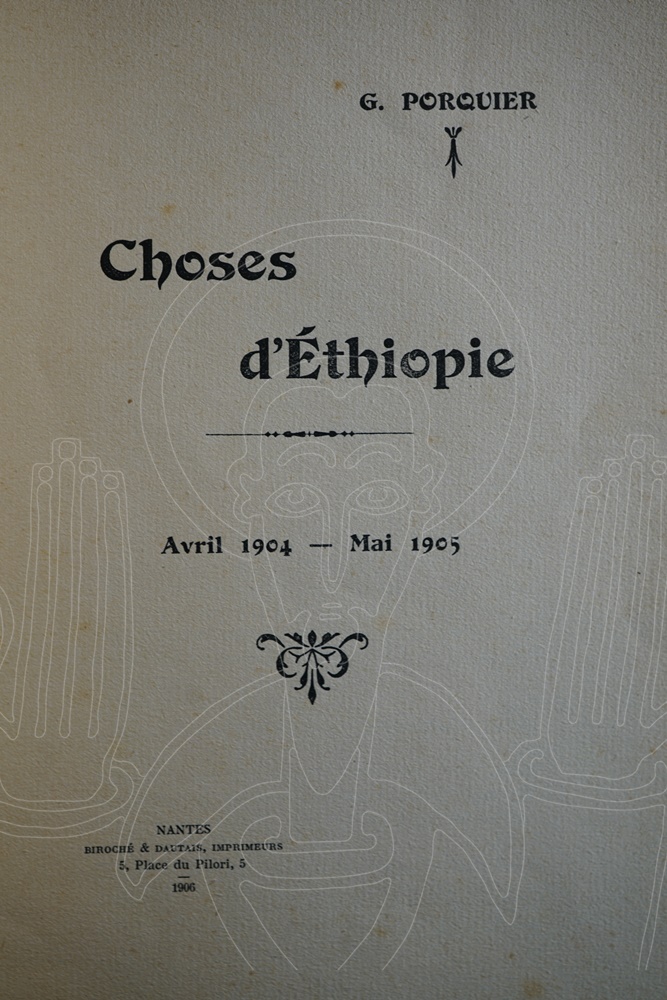 G. PORQUIER
Choses
d'Éthiopie
Avril 1904 — Mai 1905
NANTES
BIROCHÉ & DAUTAIS, IMPRIMEURS
5, Place du Pilori, 5
1906